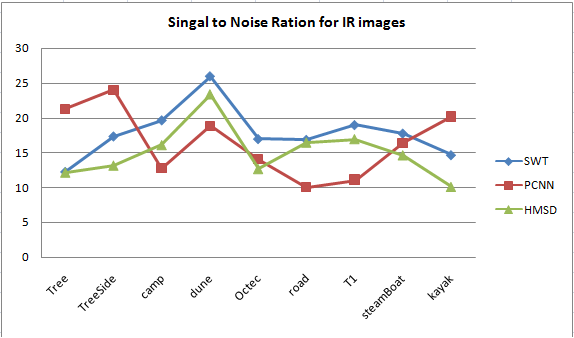 Singal to Noise Ration for IR images
30
25
20
15
10
5
0
SWT
PCNN
HMSD
Tree
TreeSide
camp
dune
Octec
road
T1
steamBoat
kayak